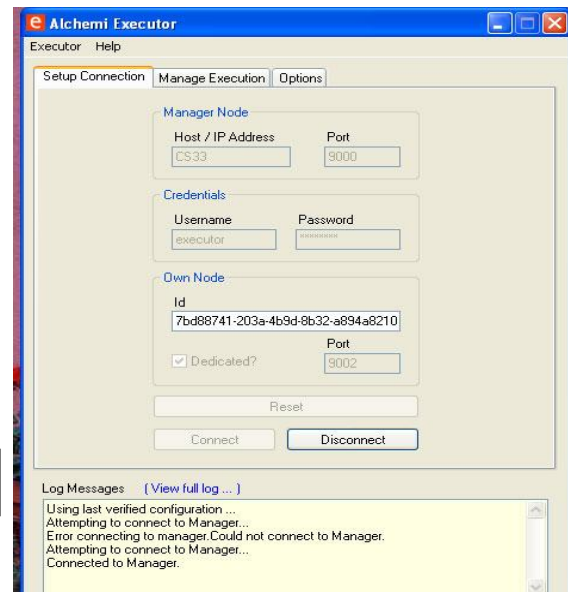 e Alchemi Executor
Executor Help
Setup Connection Manage Execution Options
Manager Node
Host / IP Address Port
CS33 9000
Credentials
Username Password
executor ********
Own Node
Id
7bd88741-203a-4b9d-8b32-a894a8210
Port
Dedicated? 9002
Reset
Connect Disconnect
Log Messages ( View full log ... )
Using last verified configuration ...
Attempting to connect to Manager...
Error connecting to manager.Could not connect to Manager.
Attempting to connect to Manager...
Connected to Manager.